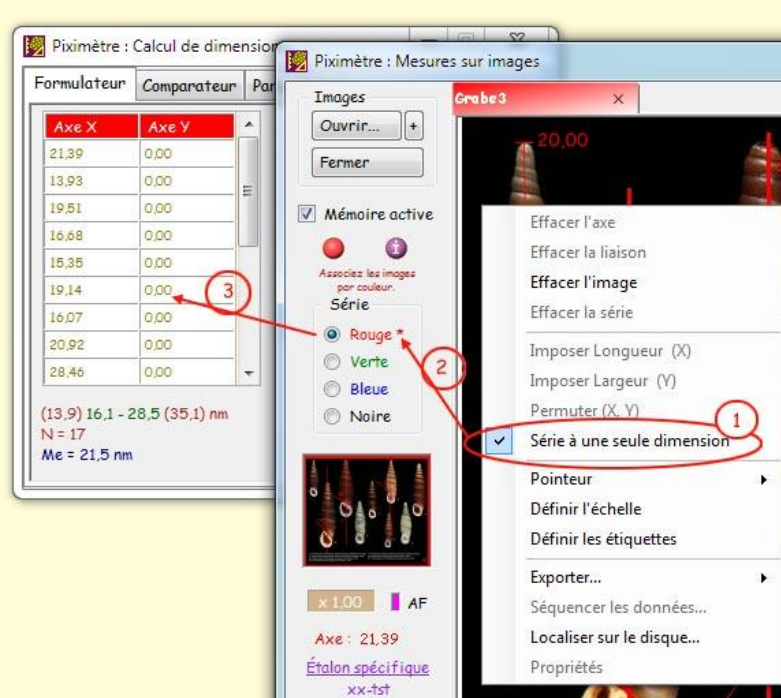 Piximètre : Calcul de dimension
Formulateur
Comparateur
Par
Axe X
Axe Y
21,39
0,00
13,93
0,00
19,51
0,00
16,68
0,00
15,35
0,00
19,14
0,00
16,07
0,00
20,92
0,00
28,46
0,00
(13,9) 16,1 - 28,5 (35,1) nm
N = 17
Me = 21,5 nm
3
Piximètre : Mesures sur images
Images
Ouvrir...
+
Fermer
Mémoire active
Associez les images
par couleur.
Série
Rouge *
Verte
Bleue
Noire
2
x 1,00
AF
Axe : 21,39
Étalon spécifique
xx-tst
Grabe3
20,00
Effacer l'axe
Effacer la liaison
Effacer l'image
Effacer la série
Imposer Longueur (X)
Imposer Largeur (Y)
Permuter (X, Y)
1
Série à une seule dimension
Pointeur
Définir l'échelle
Définir les étiquettes
Exporter...
Séquencer les données...
Localiser sur le disque...
Propriétés